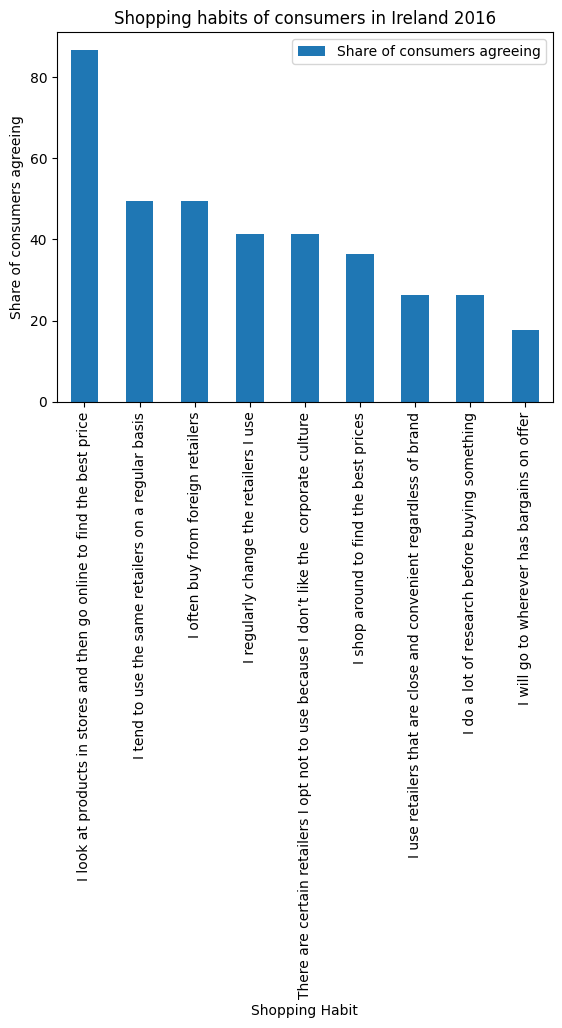 Shopping habits of consumers in Ireland 2016
Share of consumers agreeing
Share of consumers agreeing
80
60
40
20
0
I look at products in stores and then go online to find the best price
I tend to use the same retailers on a regular basis
I often buy from foreign retailers
I regularly change the retailers I use
There are certain retailers I opt not to use because I don’t like the  corporate culture
I shop around to find the best prices
I use retailers that are close and convenient regardless of brand
I do a lot of research before buying something
I will go to wherever has bargains on offer
Shopping Habit